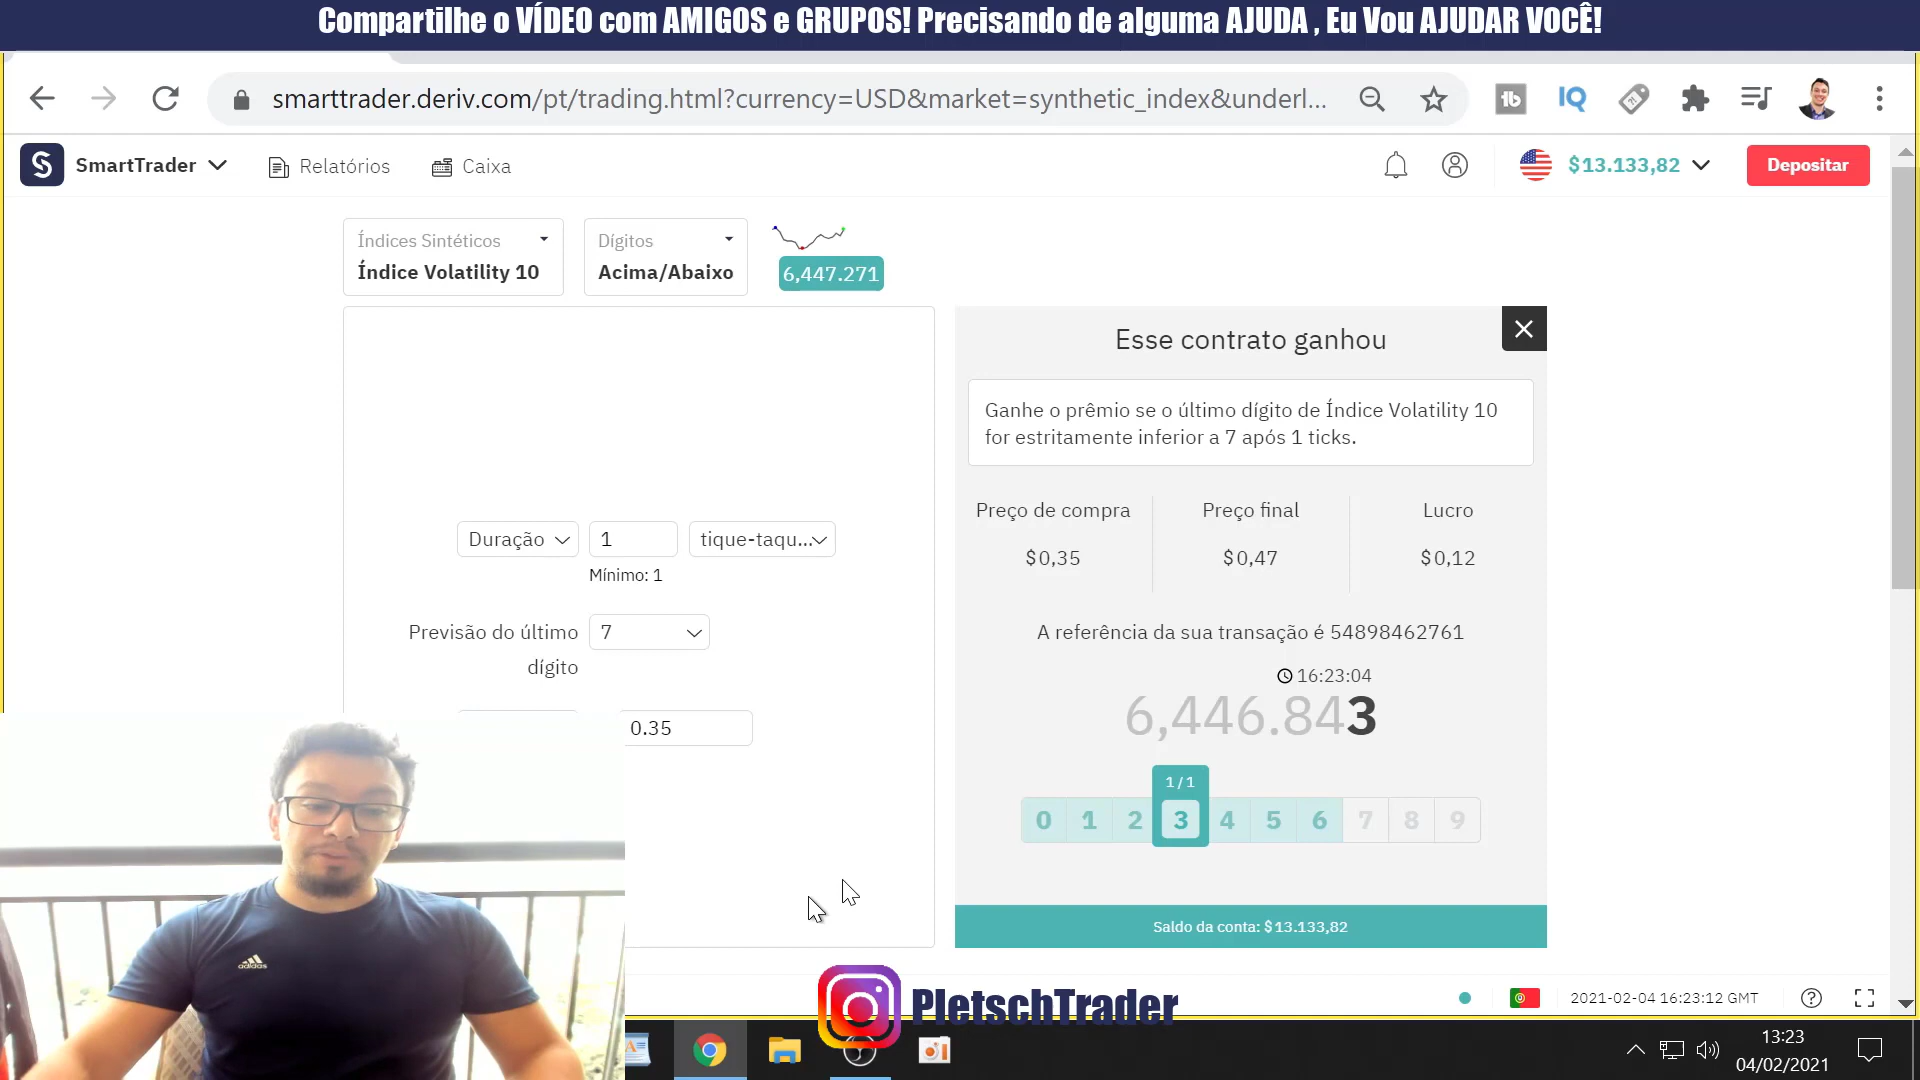 Compartilhe o VÍDEO com AMIGOS e GRUPOS! Precisando de alguma AJUDA , Eu Vou AJUDAR VOCÊ!
smarttrader.deriv.com/pt/trading.html?currency=USD&market=synthetic_index&underl...
SmartTrader
Relatórios
Caixa
$13.133,82
Depositar
Índices Sintéticos
Índice Volatility 10
Dígitos
Acima/Abaixo
6,447.271
Duração
1
tique-taqu...
Mínimo: 1
Previsão do último
dígito
7
0.35
Esse contrato ganhou
Ganhe o prêmio se o último dígito de Índice Volatility 10
for estritamente inferior a 7 após 1 ticks.
Preço de compra
$0,35
Preço final
$0,47
Lucro
$0,12
A referência da sua transação é 54898462761
16:23:04
6,446.843
1/1
0 1 2 3 4 5 6 7 8 9
Saldo da conta: $13.133,82
adidas
PletschTrader
2021-02-04 16:23:12 GMT
13:23
04/02/2021